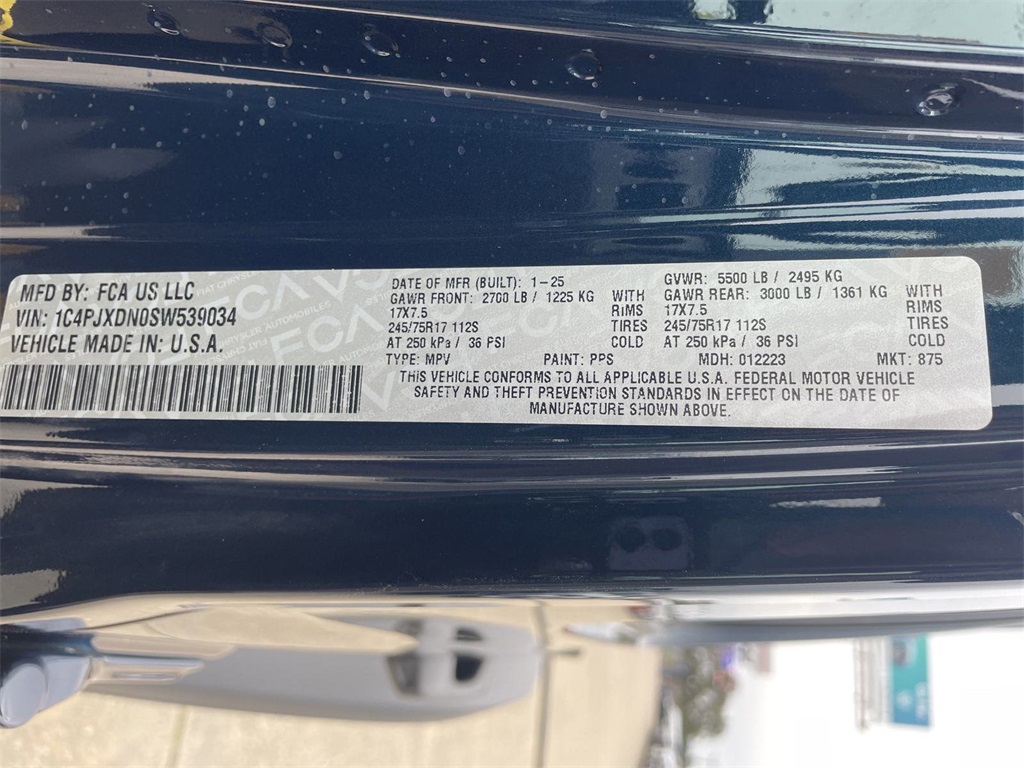 MFD BY: FCA US LLC
VIN: 1C4PJXDN0SW539034
VEHICLE MADE IN: U.S.A.
DATE OF MFR (BUILT): 1-25
GAWR FRONT: 2700 LB / 1225 KG WITH
17X7.5 RIMS
245/75R17 112S TIRES
AT 250 kPa / 36 PSI COLD
GVWR: 5500 LB / 2495 KG
GAWR REAR: 3000 LB / 1361 KG WITH
17X7.5 RIMS
245/75R17 112S TIRES
AT 250 kPa / 36 PSI COLD
TYPE: MPV PAINT: PPS MDH: 012223 MKT: 875
THIS VEHICLE CONFORMS TO ALL APPLICABLE U.S.A. FEDERAL MOTOR VEHICLE
SAFETY AND THEFT PREVENTION STANDARDS IN EFFECT ON THE DATE OF
MANUFACTURE SHOWN ABOVE.